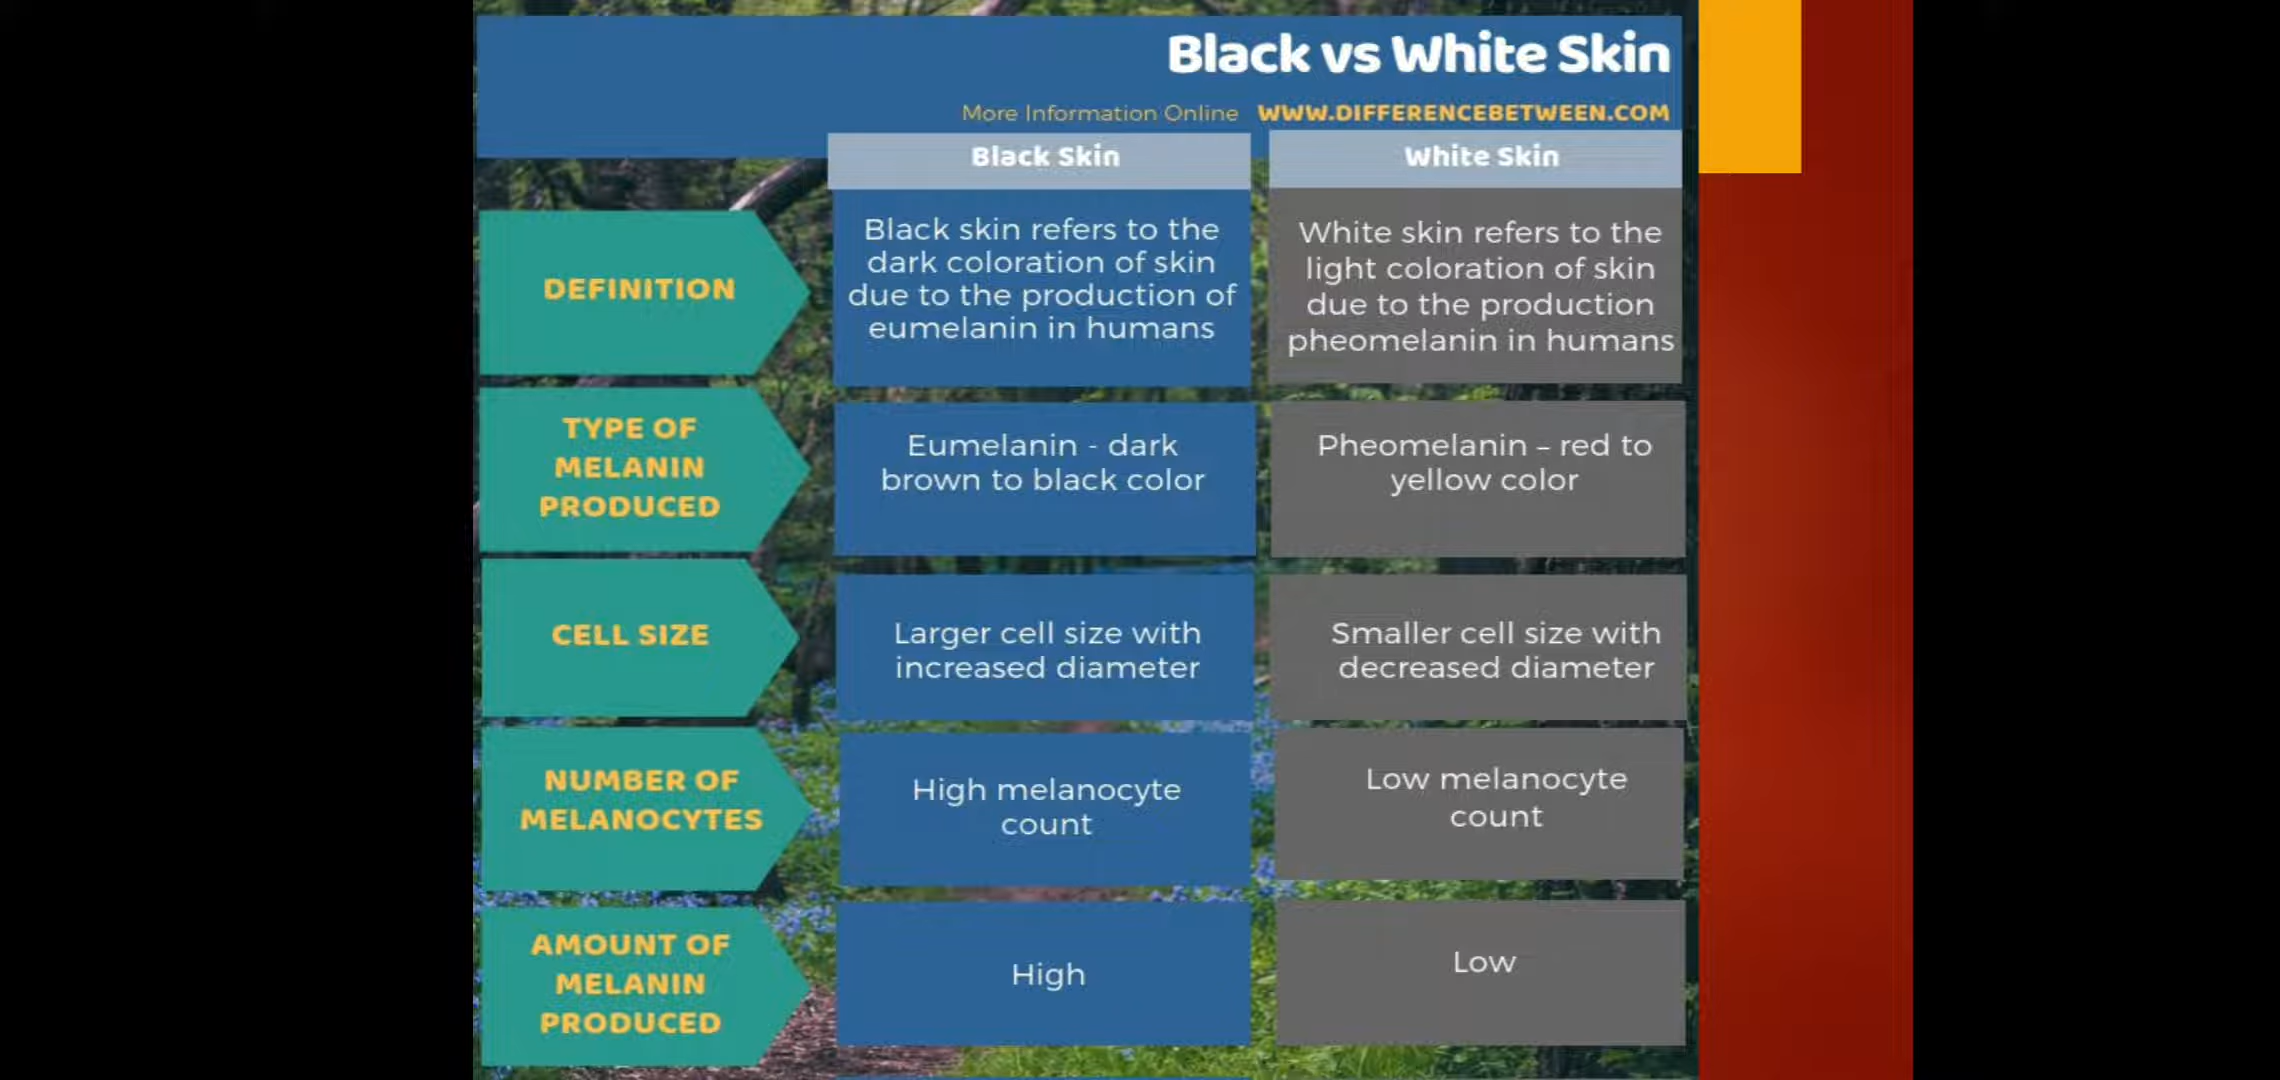 Black vs White Skin
More Information Online WWW.DIFFERENCEBETWEEN.COM
Black Skin
White Skin
DEFINITION
Black skin refers to the
dark coloration of skin
due to the production of
eumelanin in humans
White skin refers to the
light coloration of skin
due to the production
pheomelanin in humans
TYPE OF
MELANIN
PRODUCED
Eumelanin - dark
brown to black color
Pheomelanin – red to
yellow color
CELL SIZE
Larger cell size with
increased diameter
Smaller cell size with
decreased diameter
NUMBER OF
MELANOCYTES
High melanocyte
count
Low melanocyte
count
AMOUNT OF
MELANIN
PRODUCED
High
Low